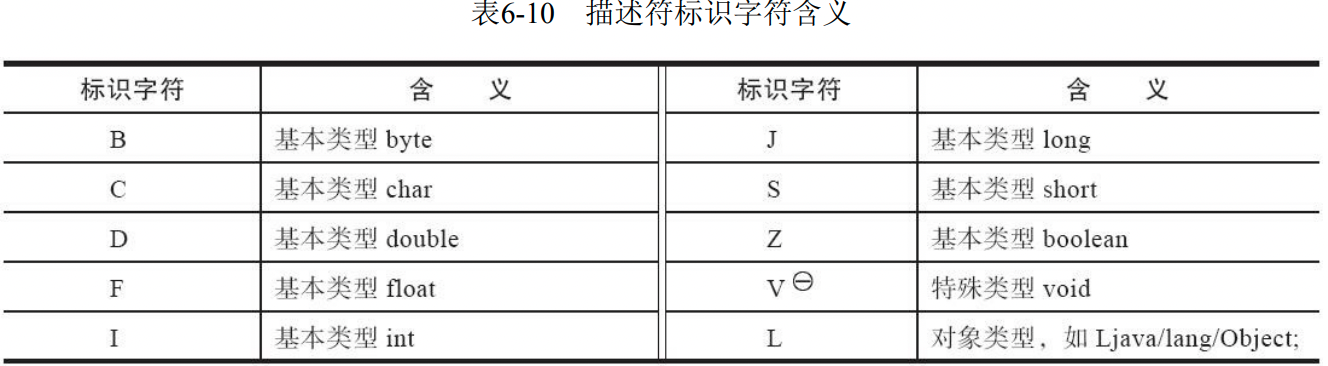 表6-10 描述符标识字符含义
标识字符 含 义 标识字符 含 义
B 基本类型 byte J 基本类型 long
C 基本类型 char S 基本类型 short
D 基本类型 double Z 基本类型 boolean
F 基本类型 float V ㊀ 特殊类型 void
I 基本类型 int L 对象类型，如 Ljava/lang/Object;